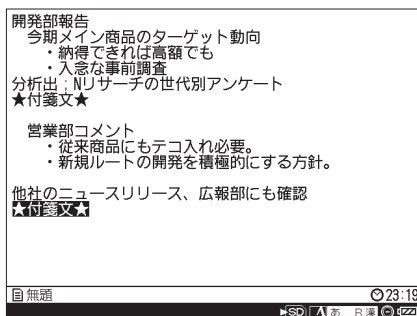 開発部報告
今期メイン商品のターゲット動向
・納得できれば高額でも
・入念な事前調査
分析出；Nリサーチの世代別アンケート
★付箋文★
営業部コメント
・従来商品にもテコ入れ必要。
・新規ルートの開発を積極的にする方針。
他社のニュースリリース、広報部にも確認
★付箋文★
無題 23:19
SD あ R 漢